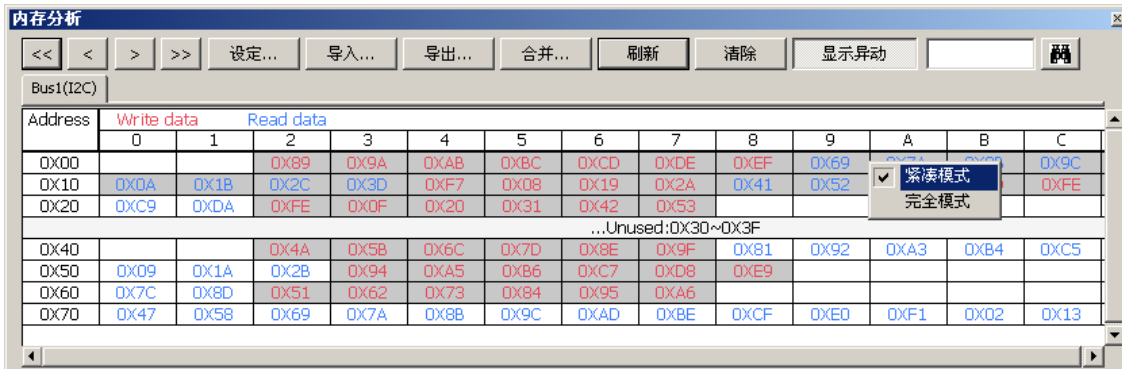 内存分析
<< < > >> 设定... 导入... 导出... 合并... 刷新 清除 显示异动
Bus1(I2C)
Address Write data Read data
0 1 2 3 4 5 6 7 8 9 A B C
0X00 0X89 0X9A 0XAB 0XBC 0XCD 0XDE 0XEF 0X69 0X9C
0X10 0X0A 0X1B 0X2C 0X3D 0XF7 0X08 0X19 0X2A 0X41 0X52 0XFE
紧凑模式
完全模式
0X20 0XC9 0XDA 0XFE 0X0F 0X20 0X31 0X42 0X53
...Unused:0X30~0X3F
0X40 0X4A 0X5B 0X6C 0X7D 0X8E 0X9F 0X81 0X92 0XA3 0XB4 0XC5
0X50 0X09 0X1A 0X2B 0X94 0XA5 0XB6 0XC7 0XD8 0XE9
0X60 0X7C 0X8D 0X51 0X62 0X73 0X84 0X95 0XA6
0X70 0X47 0X58 0X69 0X7A 0X8B 0X9C 0XAD 0XBE 0XCF 0XE0 0XF1 0X02 0X13